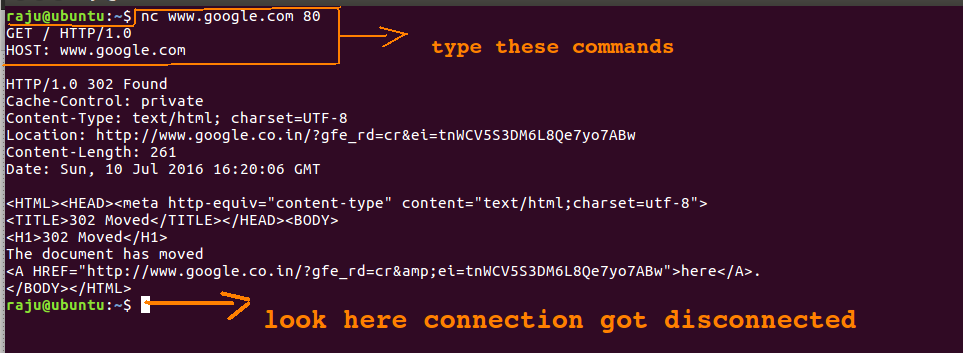 raju@ubuntu:~$ nc www.google.com 80
GET / HTTP/1.0
HOST: www.google.com
type these commands
HTTP/1.0 302 Found
Cache-Control: private
Content-Type: text/html; charset=UTF-8
Location: http://www.google.co.in/?gfe_rd=cr&ei=tnWCV5S3DM6L8Qe7yo7ABw
Content-Length: 261
Date: Sun, 10 Jul 2016 16:20:06 GMT
<HTML><HEAD><meta http-equiv="content-type" content="text/html;charset=utf-8">
<TITLE>302 Moved</TITLE></HEAD><BODY>
<H1>302 Moved</H1>
The document has moved
<A HREF="http://www.google.co.in/?gfe_rd=cr&amp;ei=tnWCV5S3DM6L8Qe7yo7ABw">here</A>.
</BODY></HTML>
raju@ubuntu:~$
look here connection got disconnected